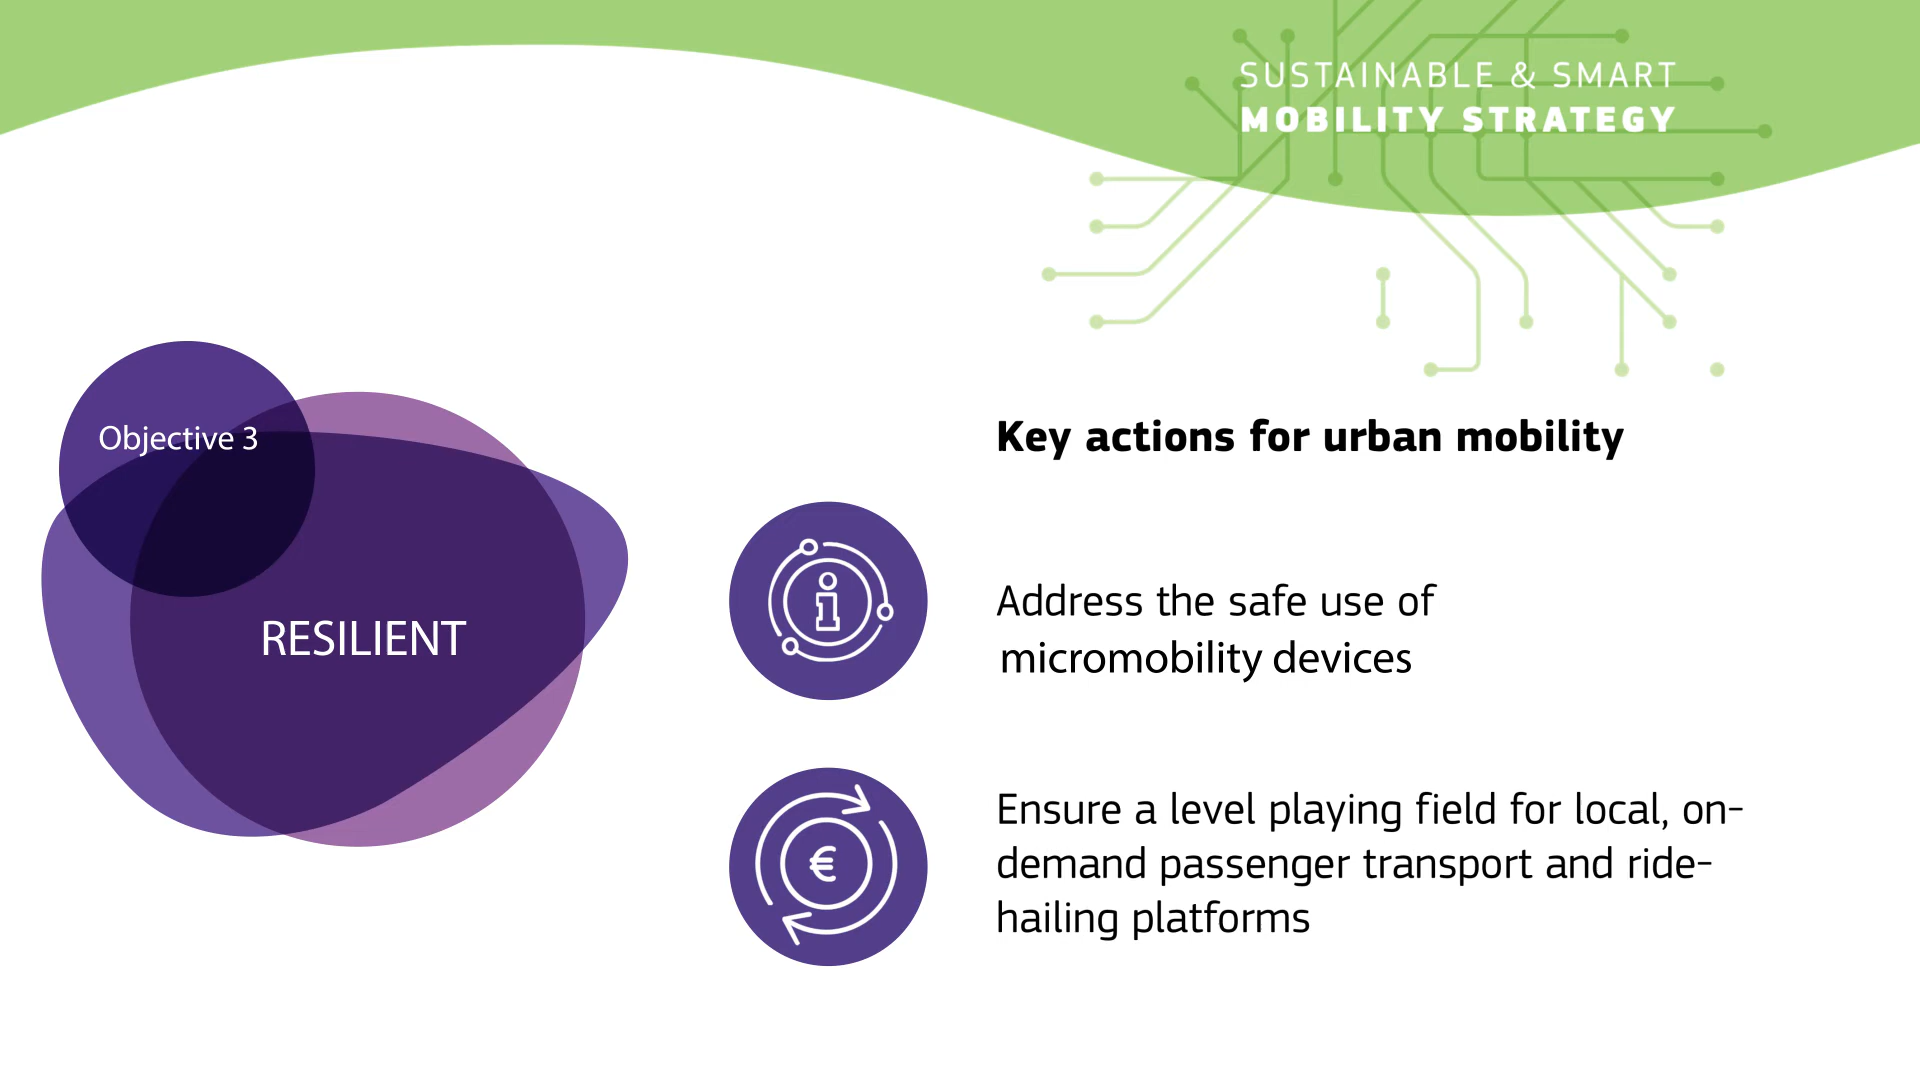 SUSTAINABLE & SMART
MOBILITY STRATEGY
Objective 3
RESILIENT
Key actions for urban mobility
Address the safe use of
micromobility devices
€
Ensure a level playing field for local, on-
demand passenger transport and ride-
hailing platforms